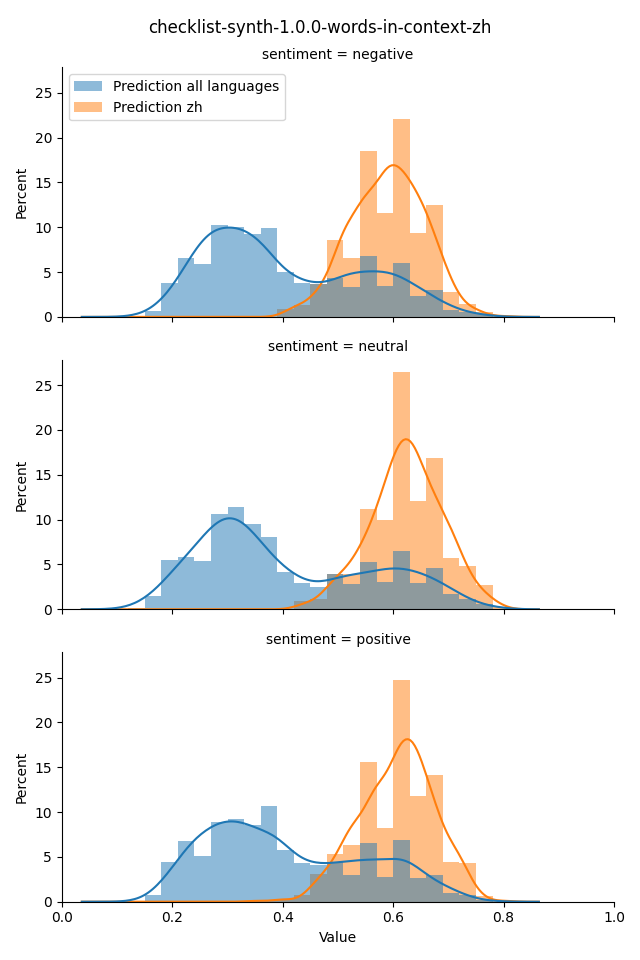 checklist-synth-1.0.0-words-in-context-zh
sentiment = negative
Prediction all languages
Prediction zh
25
20
15
10
5
0
Percent
sentiment = neutral
25
20
15
10
5
0
Percent
sentiment = positive
25
20
15
10
5
0
Percent
0.0 0.2 0.4 0.6 0.8 1.0
Value